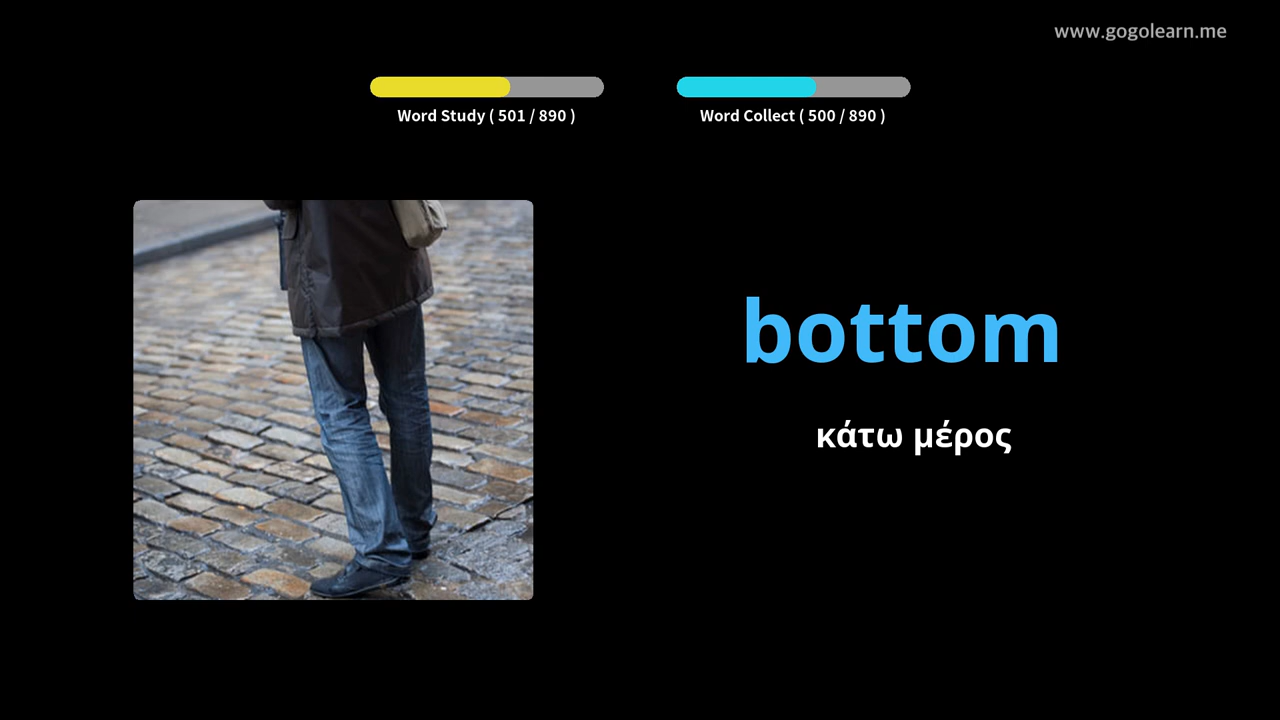 www.gogolearn.me
Word Study ( 501 / 890 )
Word Collect ( 500 / 890 )
bottom
κάτω μέρος